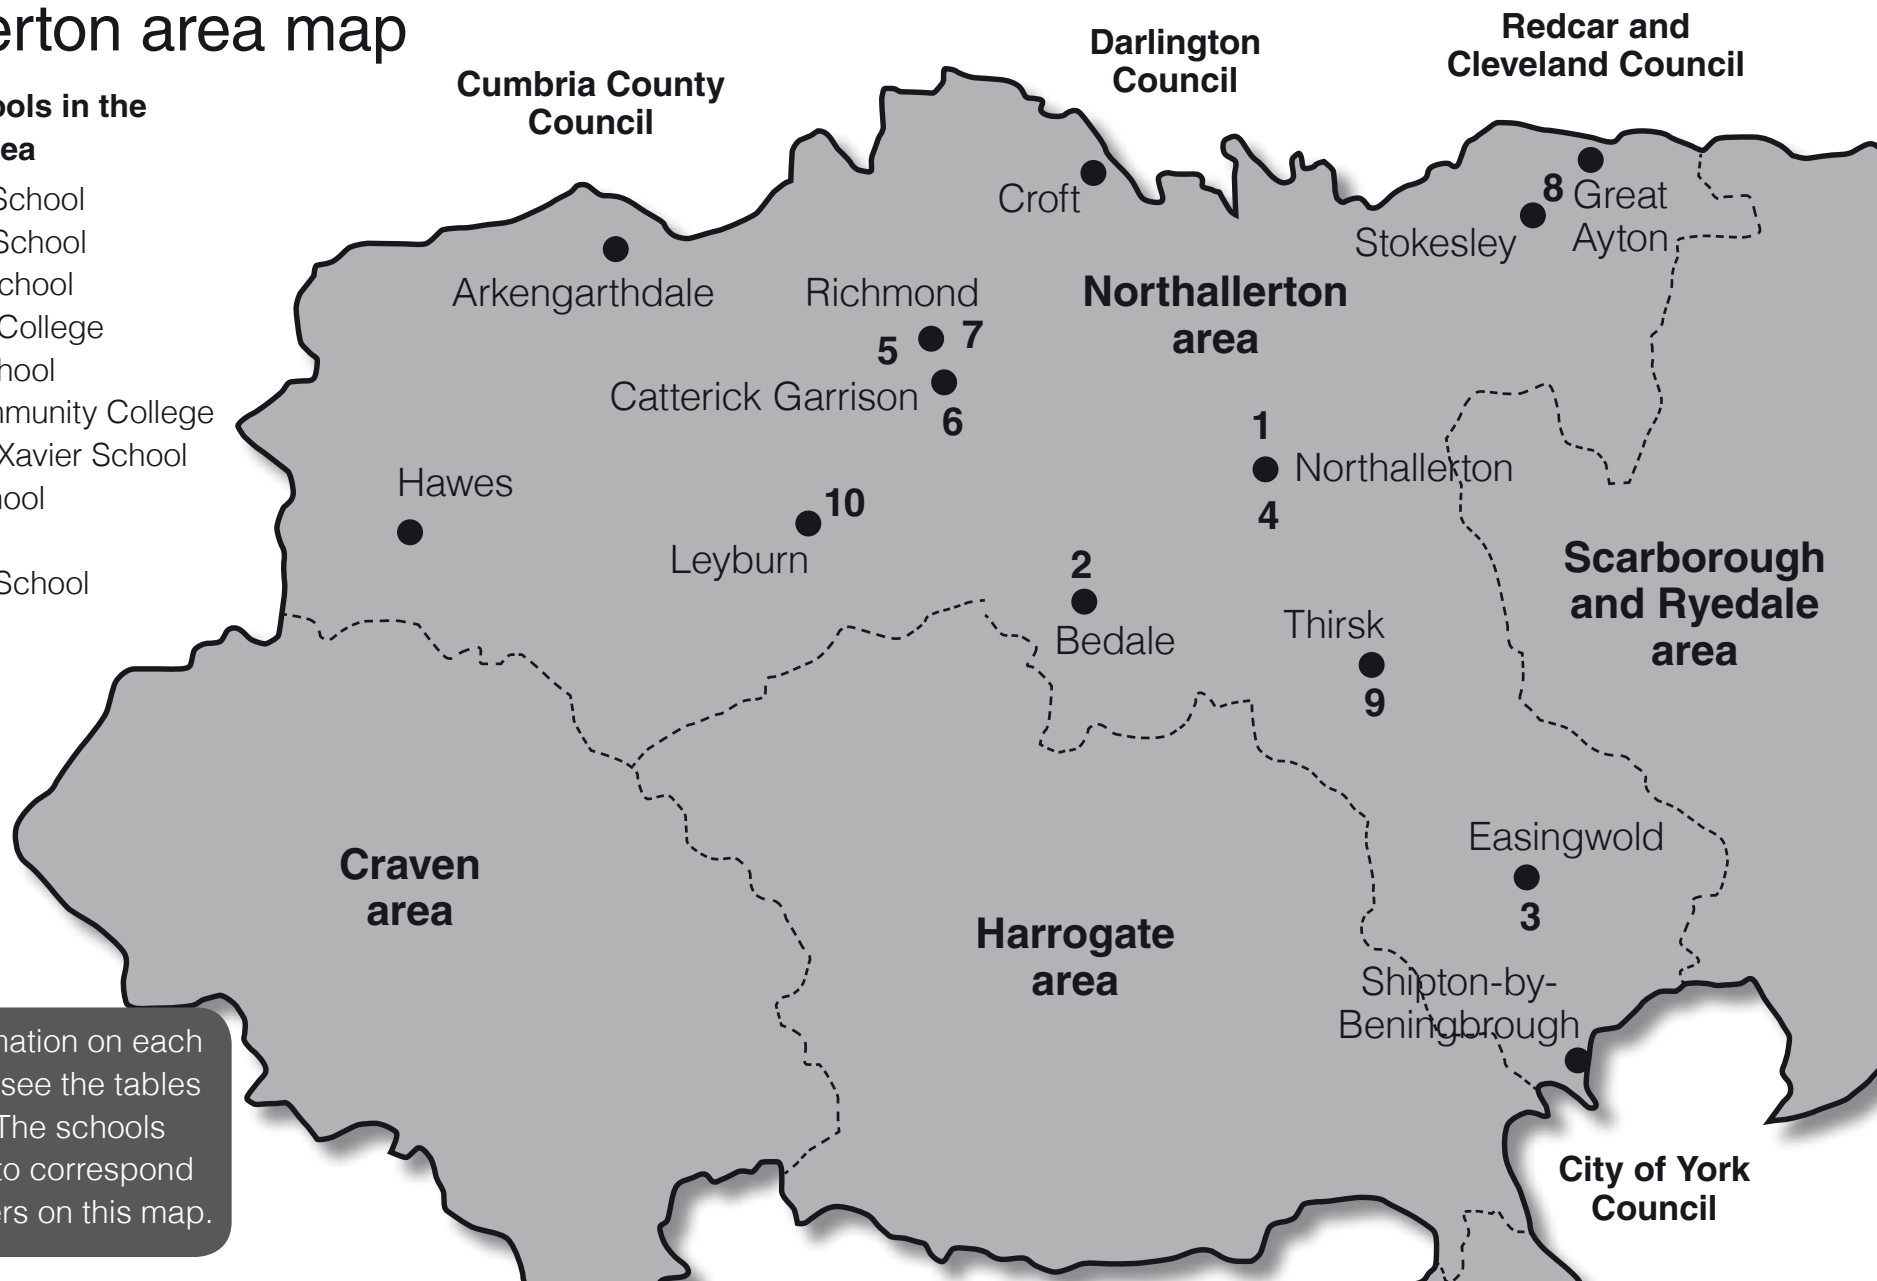 erton area map
ools in the
ea
School
School
chool
College
hool
mmunity College
Xavier School
hool
School
nation on each
see the tables
The schools
to correspond
ers on this map.
Cumbria County
Council
Darlington
Council
Redcar and
Cleveland Council
Croft
8 Great
Ayton
Stokesley
Arkengarthdale
Richmond
5 7
Northallerton
area
Catterick Garrison
6
1
Northallerton
4
Hawes
10
Leyburn
2
Bedale
Thirsk
9
Scarborough
and Ryedale
area
Craven
area
Harrogate
area
Easingwold
3
Shipton-by-
Beningbrough
City of York
Council